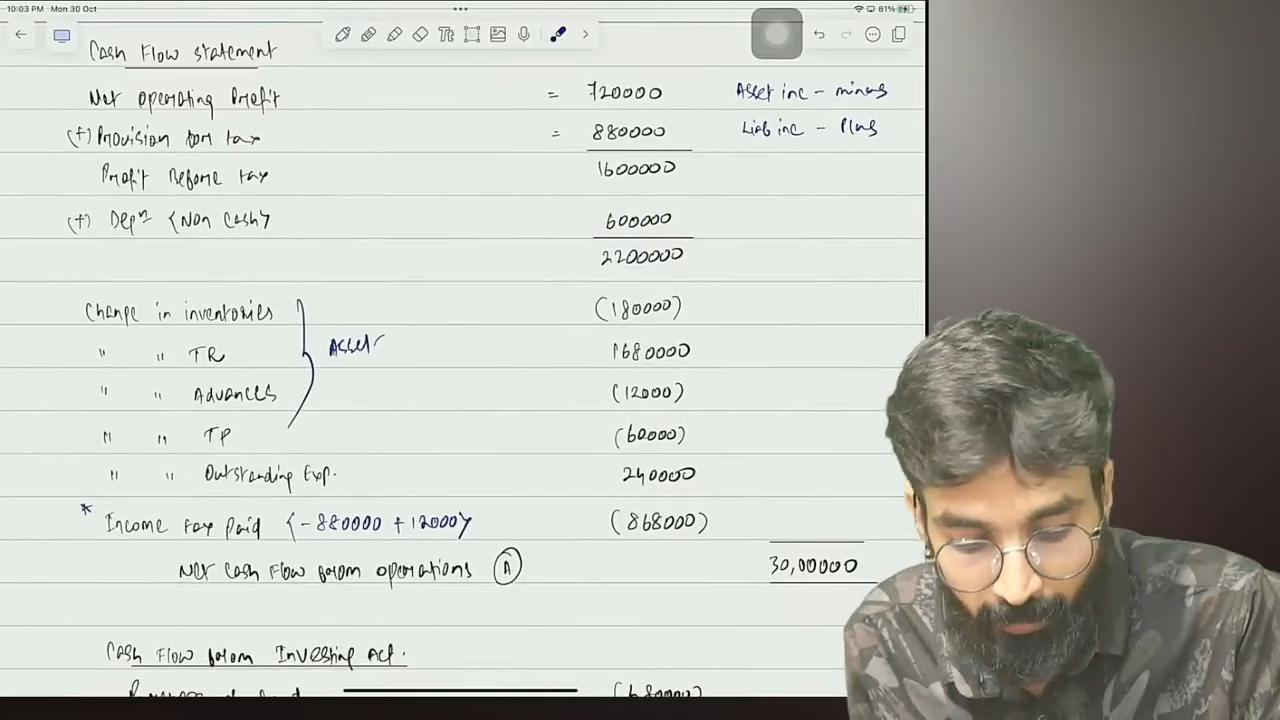 10:03 PM Mon 30 Oct
81%
Cash Flow statement
Net operating Profit = 720000 Asset inc - minus
(+) Provision for tax = 880000 Liab inc - Plus
Profit Before tax 1600000
(+) Depn {Non Cash} 600000
2200000
Change in inventories (180000)
" " TR 1680000
Asset
" " Advances (12000)
" " TP (60000)
" " Outstanding Exp. 240000
* Income tax paid {-880000 + 12000} (868000)
Net Cash Flow from operations (A) 30,00000
Cash Flow from Investing Act.
(680000)